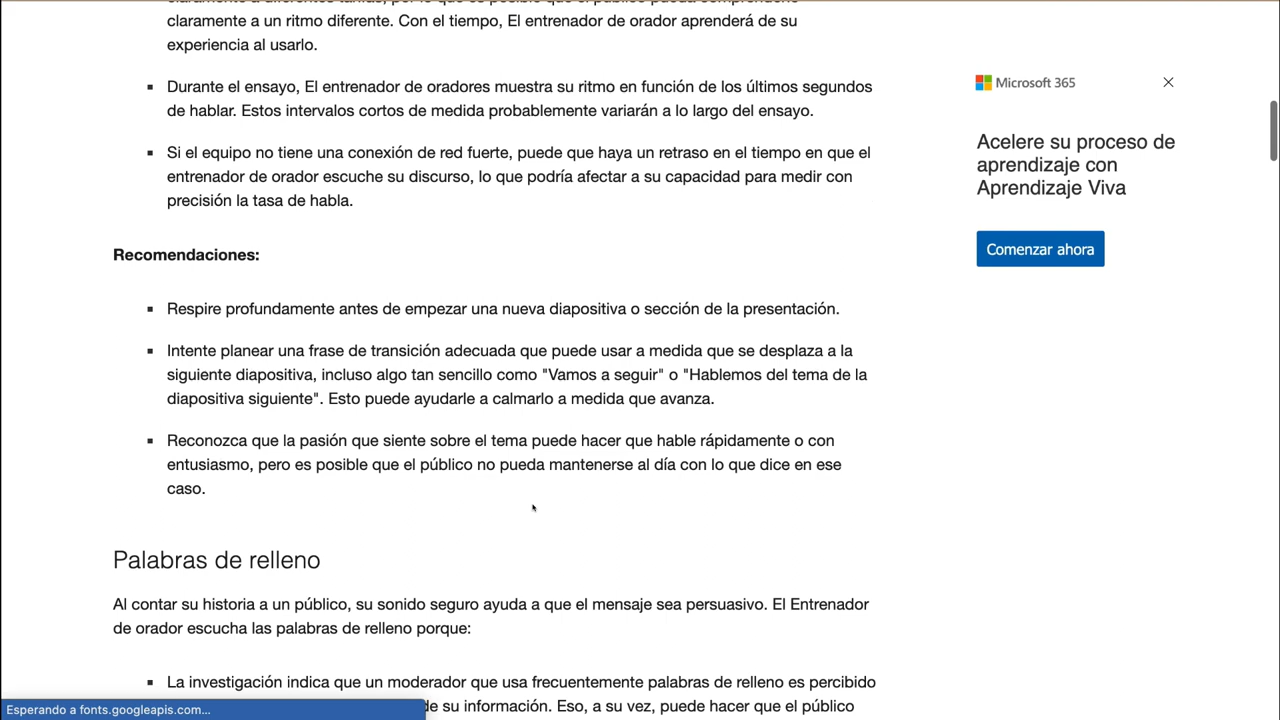 claramente a un ritmo diferente. Con el tiempo, El entrenador de orador aprenderá de su
experiencia al usarlo.
Durante el ensayo, El entrenador de oradores muestra su ritmo en función de los últimos segundos
de hablar. Estos intervalos cortos de medida probablemente variarán a lo largo del ensayo.
Si el equipo no tiene una conexión de red fuerte, puede que haya un retraso en el tiempo en que el
entrenador de orador escuche su discurso, lo que podría afectar a su capacidad para medir con
precisión la tasa de habla.
Recomendaciones:
Respire profundamente antes de empezar una nueva diapositiva o sección de la presentación.
Intente planear una frase de transición adecuada que puede usar a medida que se desplaza a la
siguiente diapositiva, incluso algo tan sencillo como "Vamos a seguir" o "Hablemos del tema de la
diapositiva siguiente". Esto puede ayudarle a calmarlo a medida que avanza.
Reconozca que la pasión que siente sobre el tema puede hacer que hable rápidamente o con
entusiasmo, pero es posible que el público no pueda mantenerse al día con lo que dice en ese
caso.
Palabras de relleno
Al contar su historia a un público, su sonido seguro ayuda a que el mensaje sea persuasivo. El Entrenador
de orador escucha las palabras de relleno porque:
La investigación indica que un moderador que usa frecuentemente palabras de relleno es percibido
de su información. Eso, a su vez, puede hacer que el público
Microsoft 365
Acelere su proceso de
aprendizaje con
Aprendizaje Viva
Comenzar ahora
Esperando a fonts.googleapis.com...